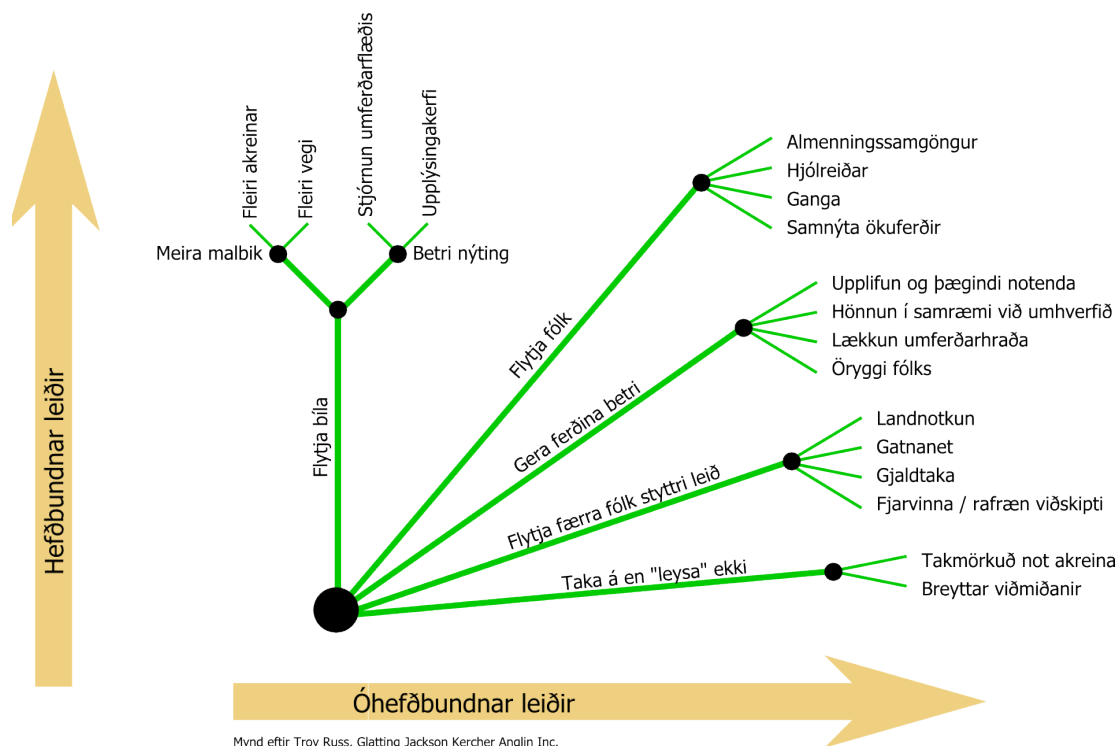 Hefðbundnar leiðir
Fleiri akreinar
Fleiri vegi
Stjórnun umferðarflæðis
Upplýsingakerfi
Meira malbik
Betri nýting
Flytja bíla
Flytja fólk
Almenningssamgöngur
Hjólreiðar
Ganga
Samnýta ökuferðir
Gera ferðina betri
Upplifun og þægindi notenda
Hönnun í samræmi við umhverfið
Lækkun umferðarhraða
Öryggi fólks
Flytja færra fólk styttri leið
Landnotkun
Gatnanet
Gjaldtaka
Fjarvinna / rafræn viðskipti
Taka á en "leysa" ekki
Takmörkuð not akreina
Breyttar viðmiðanir
Óhefðbundnar leiðir
Mynd eftir Troy Russ, Glatting Jackson Kercher Anglin Inc.